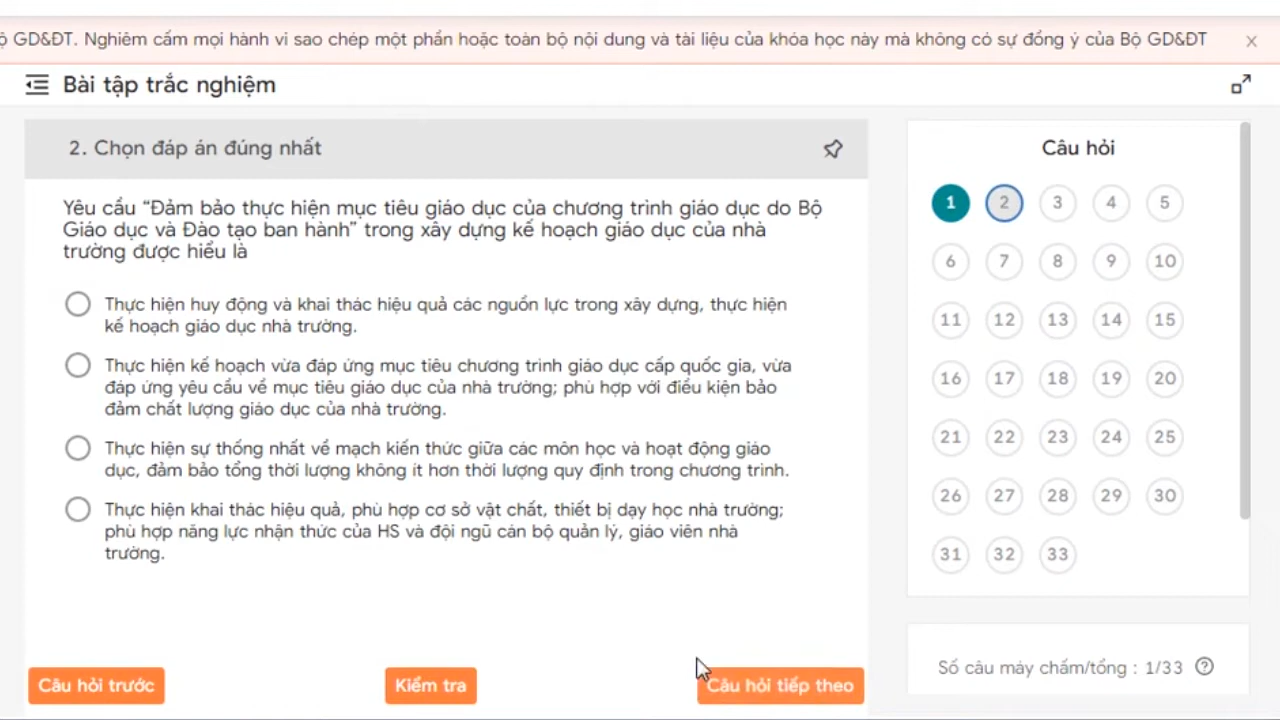 GD&ĐT. Nghiêm cấm mọi hành vi sao chép một phần hoặc toàn bộ nội dung và tài liệu của khóa học này mà không có sự đồng ý của Bộ GD&ĐT
Bài tập trắc nghiệm
2. Chọn đáp án đúng nhất
Yêu cầu “Đảm bảo thực hiện mục tiêu giáo dục của chương trình giáo dục do Bộ
Giáo dục và Đào tạo ban hành” trong xây dựng kế hoạch giáo dục của nhà
trường được hiểu là
Thực hiện huy động và khai thác hiệu quả các nguồn lực trong xây dựng, thực hiện
kế hoạch giáo dục nhà trường.
Thực hiện kế hoạch vừa đáp ứng mục tiêu chương trình giáo dục cấp quốc gia, vừa
đáp ứng yêu cầu về mục tiêu giáo dục của nhà trường; phù hợp với điều kiện bảo
đảm chất lượng giáo dục của nhà trường.
Thực hiện sự thống nhất về mạch kiến thức giữa các môn học và hoạt động giáo
dục, đảm bảo tổng thời lượng không ít hơn thời lượng quy định trong chương trình.
Thực hiện khai thác hiệu quả, phù hợp cơ sở vật chất, thiết bị dạy học nhà trường;
phù hợp năng lực nhận thức của HS và đội ngũ cán bộ quản lý, giáo viên nhà
trường.
Câu hỏi trước
Kiểm tra
Câu hỏi tiếp theo
Câu hỏi
1 2 3 4 5
6 7 8 9 10
11 12 13 14 15
16 17 18 19 20
21 22 23 24 25
26 27 28 29 30
31 32 33
Số câu máy chấm/tổng : 1/33